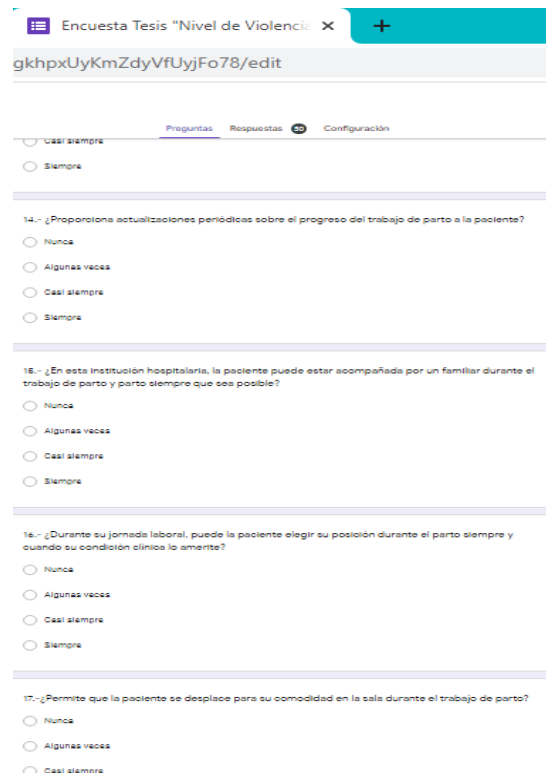 Encuesta Tesis "Nivel de Violencia
gkhpxUyKmZdyVfUyjFo78/edit
Preguntas Respuestas 50 Configuración
Casi siempre
Siempre
14.- ¿Proporciona actualizaciones periódicas sobre el progreso del trabajo de parto a la paciente?
Nunca
Algunas veces
Casi siempre
Siempre
15.- ¿En esta institución hospitalaria, la paciente puede estar acompañada por un familiar durante el
trabajo de parto y parto siempre que sea posible?
Nunca
Algunas veces
Casi siempre
Siempre
16.- ¿Durante su jornada laboral, puede la paciente elegir su posición durante el parto siempre y
cuando su condición clínica lo amerite?
Nunca
Algunas veces
Casi siempre
Siempre
17.-¿Permite que la paciente se desplace para su comodidad en la sala durante el trabajo de parto?
Nunca
Algunas veces
Casi siempre